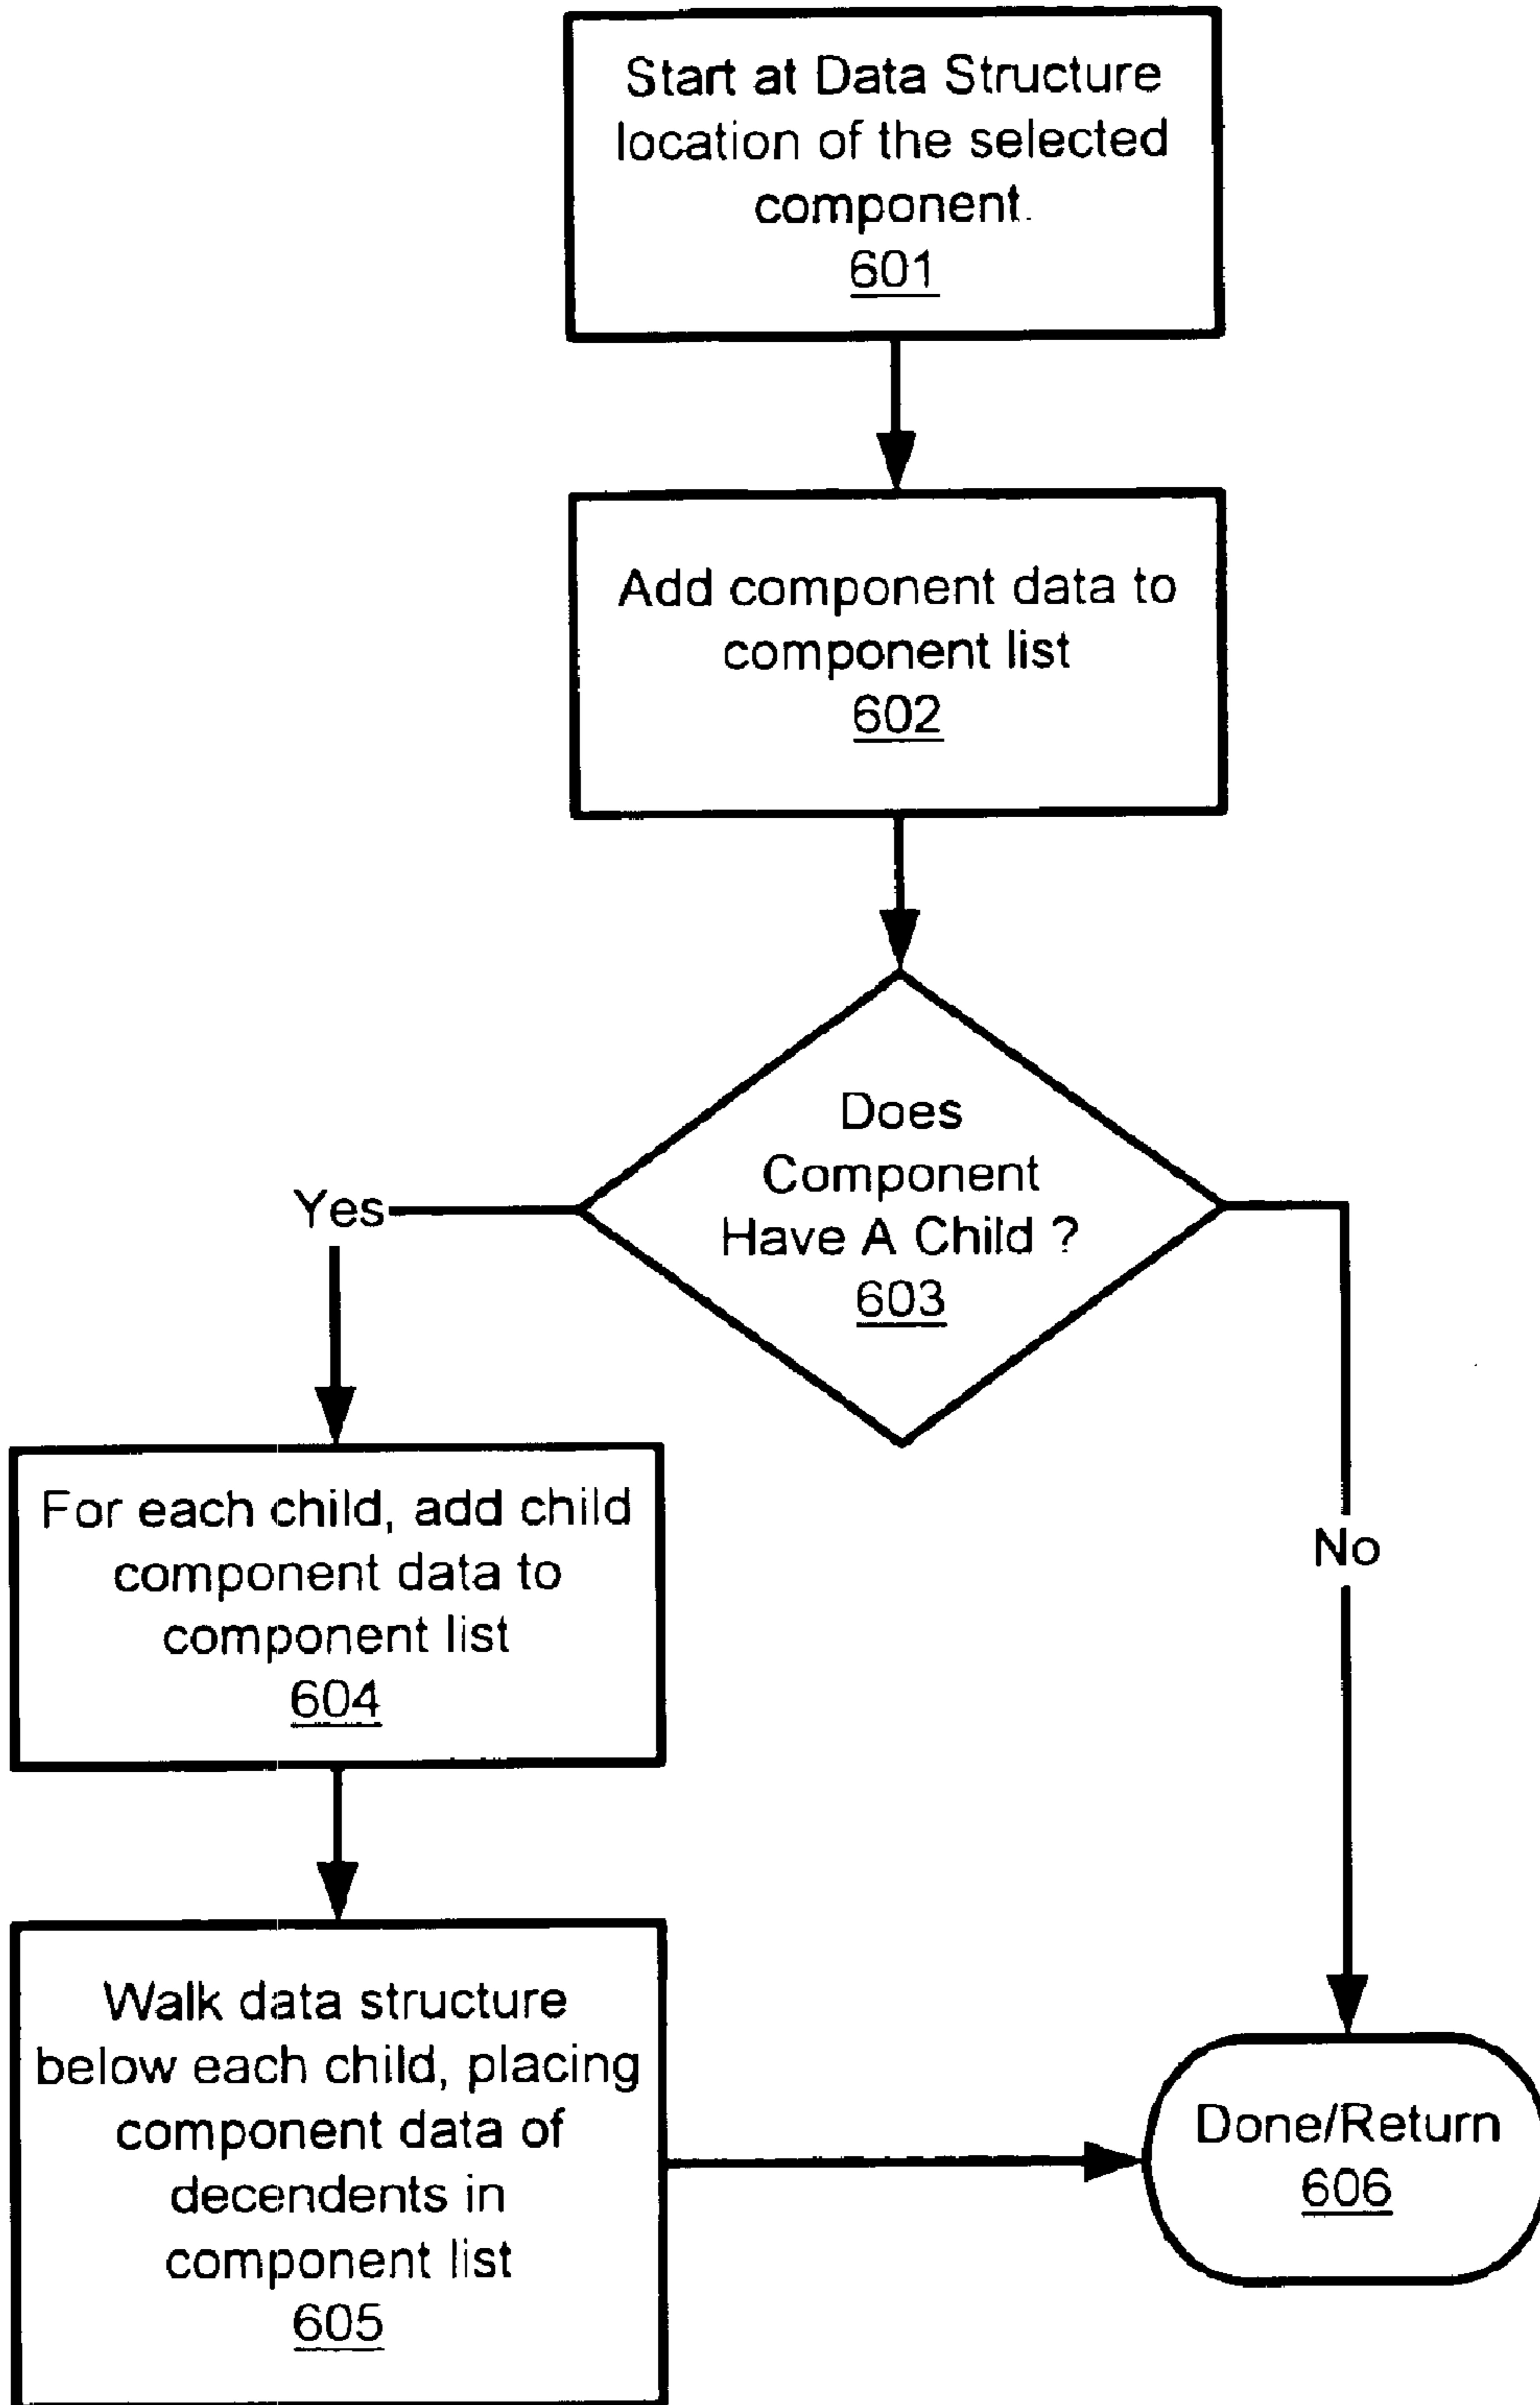 Start at Data Structure
location of the selected
component.
601
Add component data to
component list
602
Does
Component
Have A Child ?
603
Yes
No
For each child, add child
component data to
component list
604
Walk data structure
below each child, placing
component data of
decendents in
component list
605
Done/Return
606